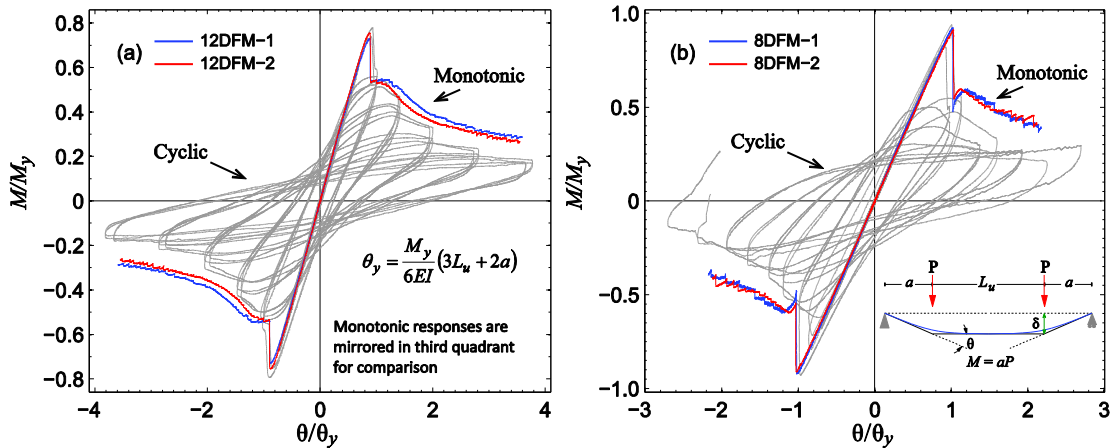 (a)
12DFM−1
12DFM−2
Monotonic
Cyclic
θy = My/6EI (3Lu + 2a)
Monotonic responses are
mirrored in third quadrant
for comparison
0.8
0.6
0.4
0.2
0
−0.2
−0.4
−0.6
−0.8
M/My
−4
−2
0
2
4
θ/θy
(b)
8DFM−1
8DFM−2
Monotonic
Cyclic
P
P
a
Lu
a
δ
θ
M = aP
1.0
0.5
0
−0.5
−1.0
M/My
−3
−2
−1
0
1
2
3
θ/θy